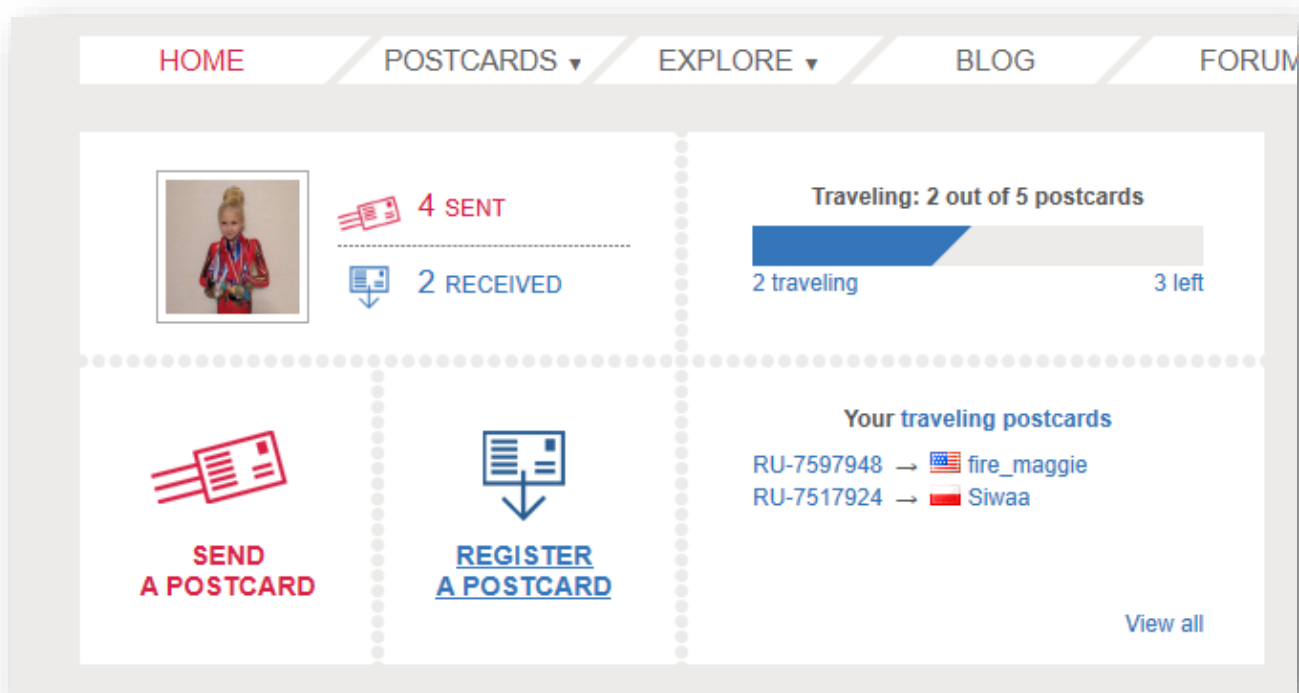 HOME POSTCARDS ▼ EXPLORE ▼ BLOG FORUM
4 SENT
2 RECEIVED
Traveling: 2 out of 5 postcards
2 traveling 3 left
SEND
A POSTCARD
REGISTER
A POSTCARD
Your traveling postcards
RU-7597948 → fire_maggie
RU-7517924 → Siwaa
View all